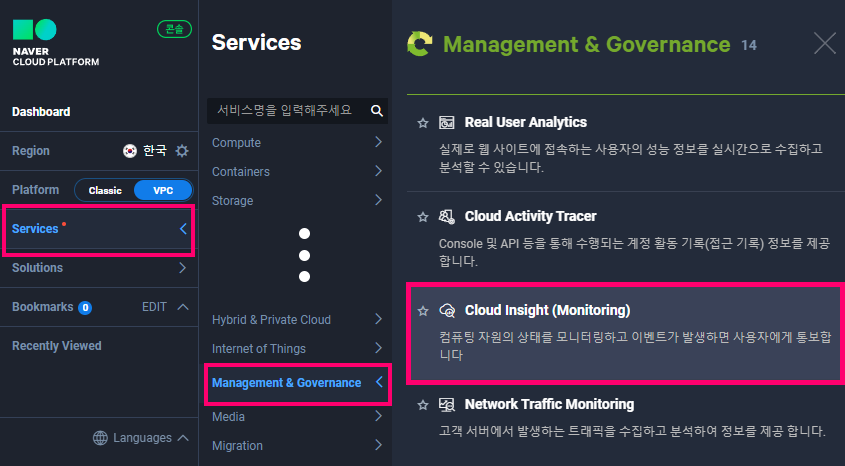 NAVER
CLOUD PLATFORM
콘솔
Dashboard
Region 한국
Platform Classic VPC
Services
Solutions
Bookmarks 0 EDIT
Recently Viewed
Languages
Services
서비스명을 입력해주세요
Compute
Containers
Storage
Hybrid & Private Cloud
Internet of Things
Management & Governance
Media
Migration
Management & Governance 14
Real User Analytics
실제로 웹 사이트에 접속하는 사용자의 성능 정보를 실시간으로 수집하고
분석할 수 있습니다.
Cloud Activity Tracer
Console 및 API 등을 통해 수행되는 계정 활동 기록(접근 기록) 정보를 제공
합니다.
Cloud Insight (Monitoring)
컴퓨팅 자원의 상태를 모니터링하고 이벤트가 발생하면 사용자에게 통보합
니다
Network Traffic Monitoring
고객 서버에서 발생하는 트래픽을 수집하고 분석하여 정보를 제공 합니다.